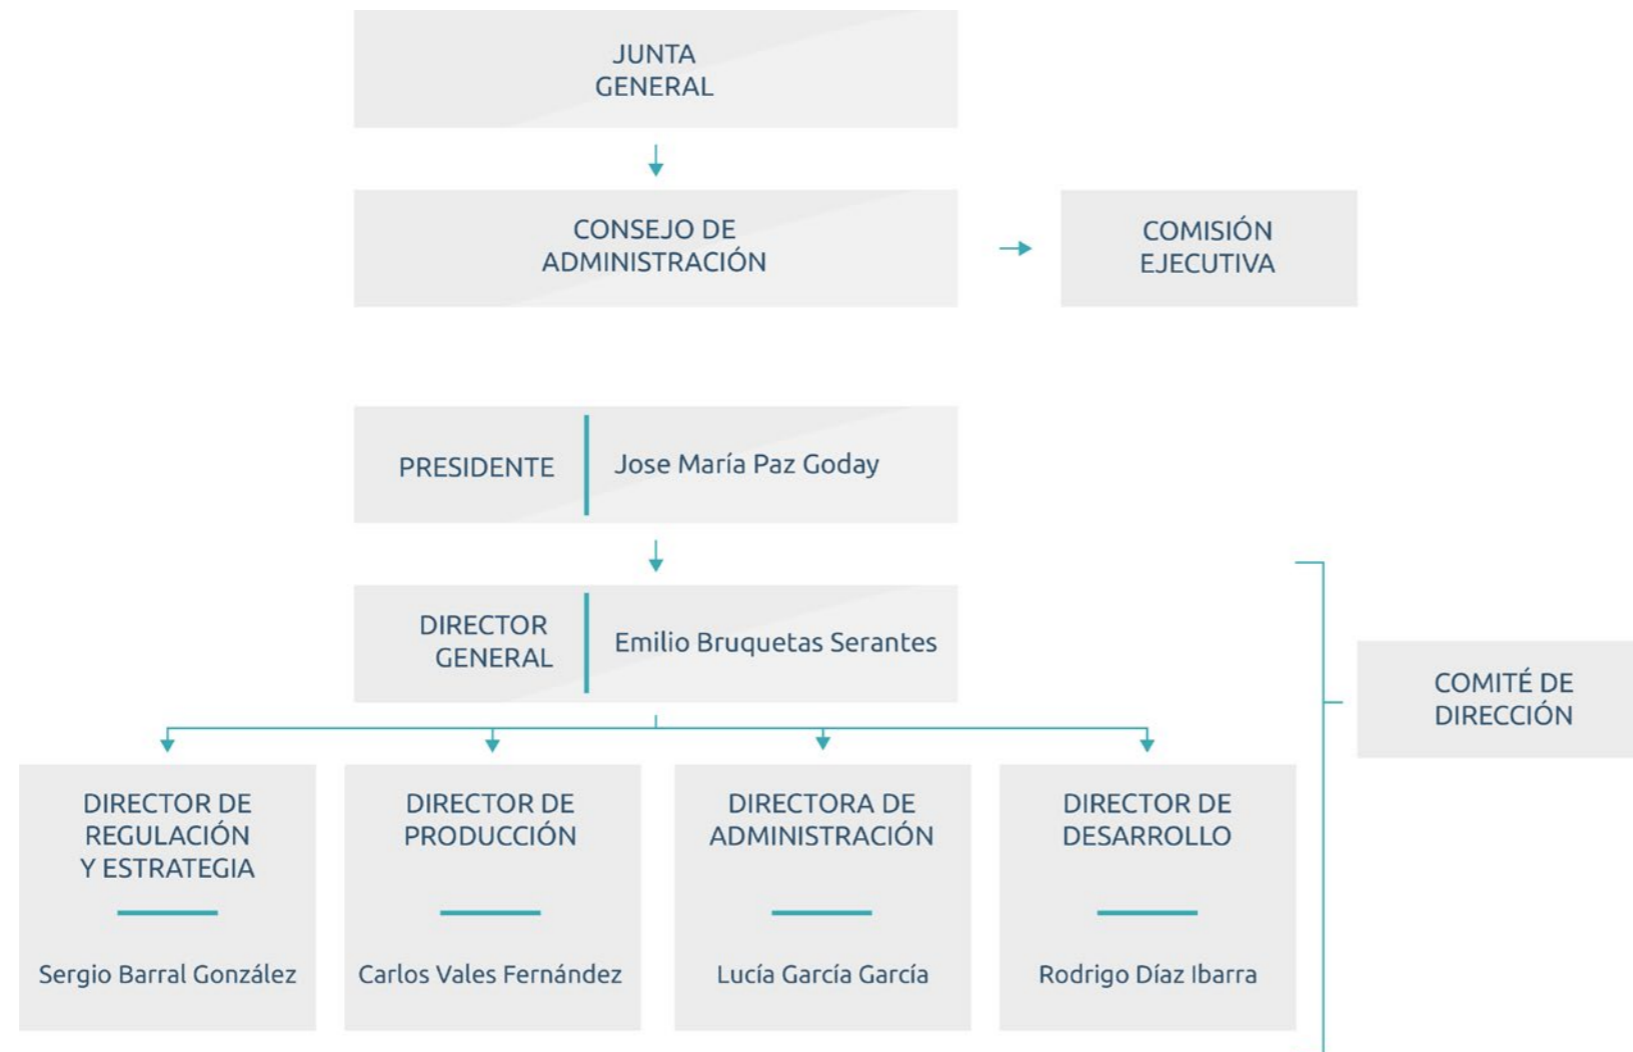 JUNTA
GENERAL
CONSEJO DE
ADMINISTRACIÓN
COMISIÓN
EJECUTIVA
PRESIDENTE
Jose María Paz Goday
DIRECTOR
GENERAL
Emilio Bruquetas Serantes
COMITÉ DE
DIRECCIÓN
DIRECTOR DE
REGULACIÓN
Y ESTRATEGIA
Sergio Barral González
DIRECTOR DE
PRODUCCIÓN
Carlos Vales Fernández
DIRECTORA DE
ADMINISTRACIÓN
Lucía García García
DIRECTOR DE
DESARROLLO
Rodrigo Díaz Ibarra